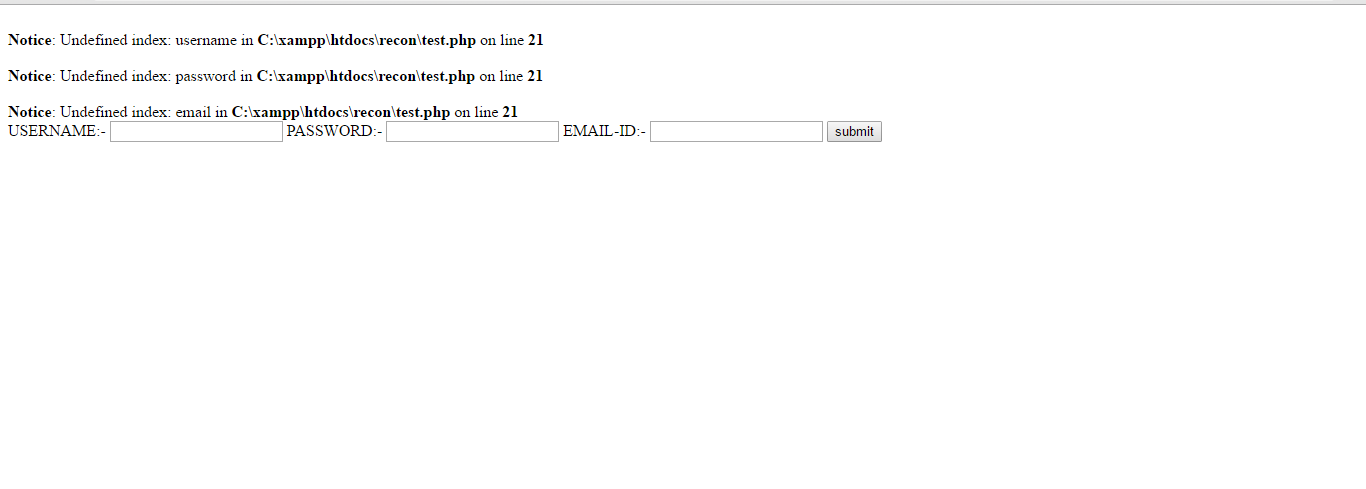 Notice: Undefined index: username in C:\xampp\htdocs\recon\test.php on line 21
Notice: Undefined index: password in C:\xampp\htdocs\recon\test.php on line 21
Notice: Undefined index: email in C:\xampp\htdocs\recon\test.php on line 21
USERNAME:- PASSWORD:- EMAIL-ID:- submit